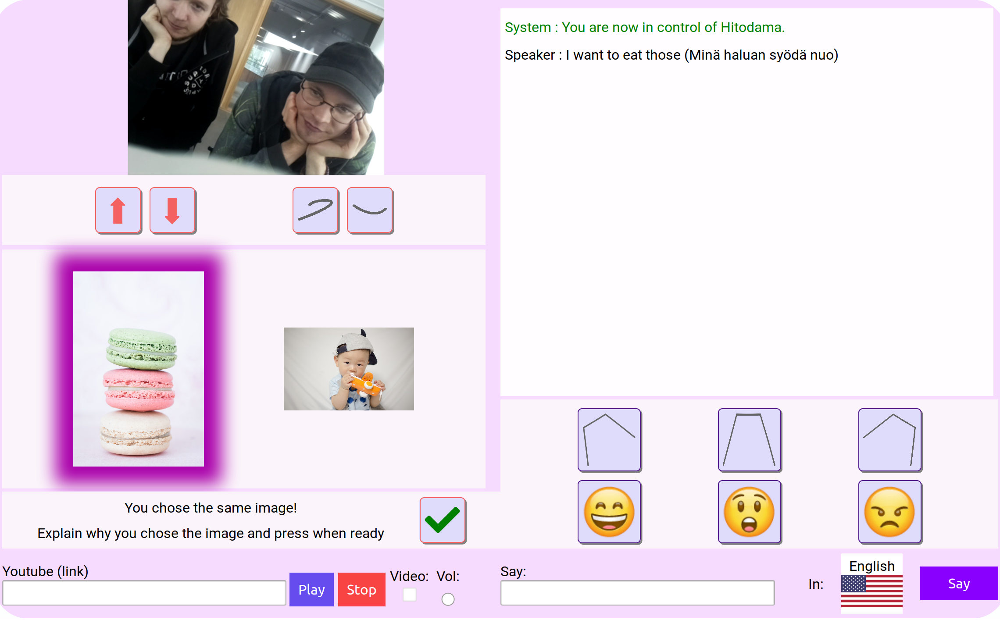 System : You are now in control of Hitodama.
Speaker : I want to eat those (Minä haluan syödä nuo)
You chose the same image!
Explain why you chose the image and press when ready
Youtube (link)
Play
Stop
Video:
Vol:
Say:
In:
English
Say